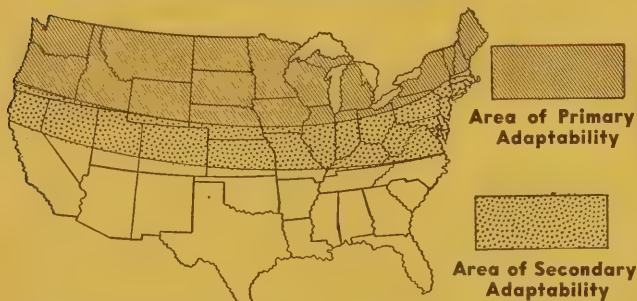 Area of Primary
Adaptability
Area of Secondary
Adaptability